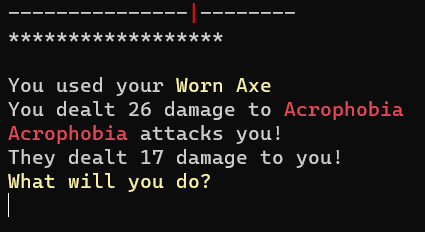 ---------------|--------
******************
You used your Worn Axe
You dealt 26 damage to Acrophobia
Acrophobia attacks you!
They dealt 17 damage to you!
What will you do?